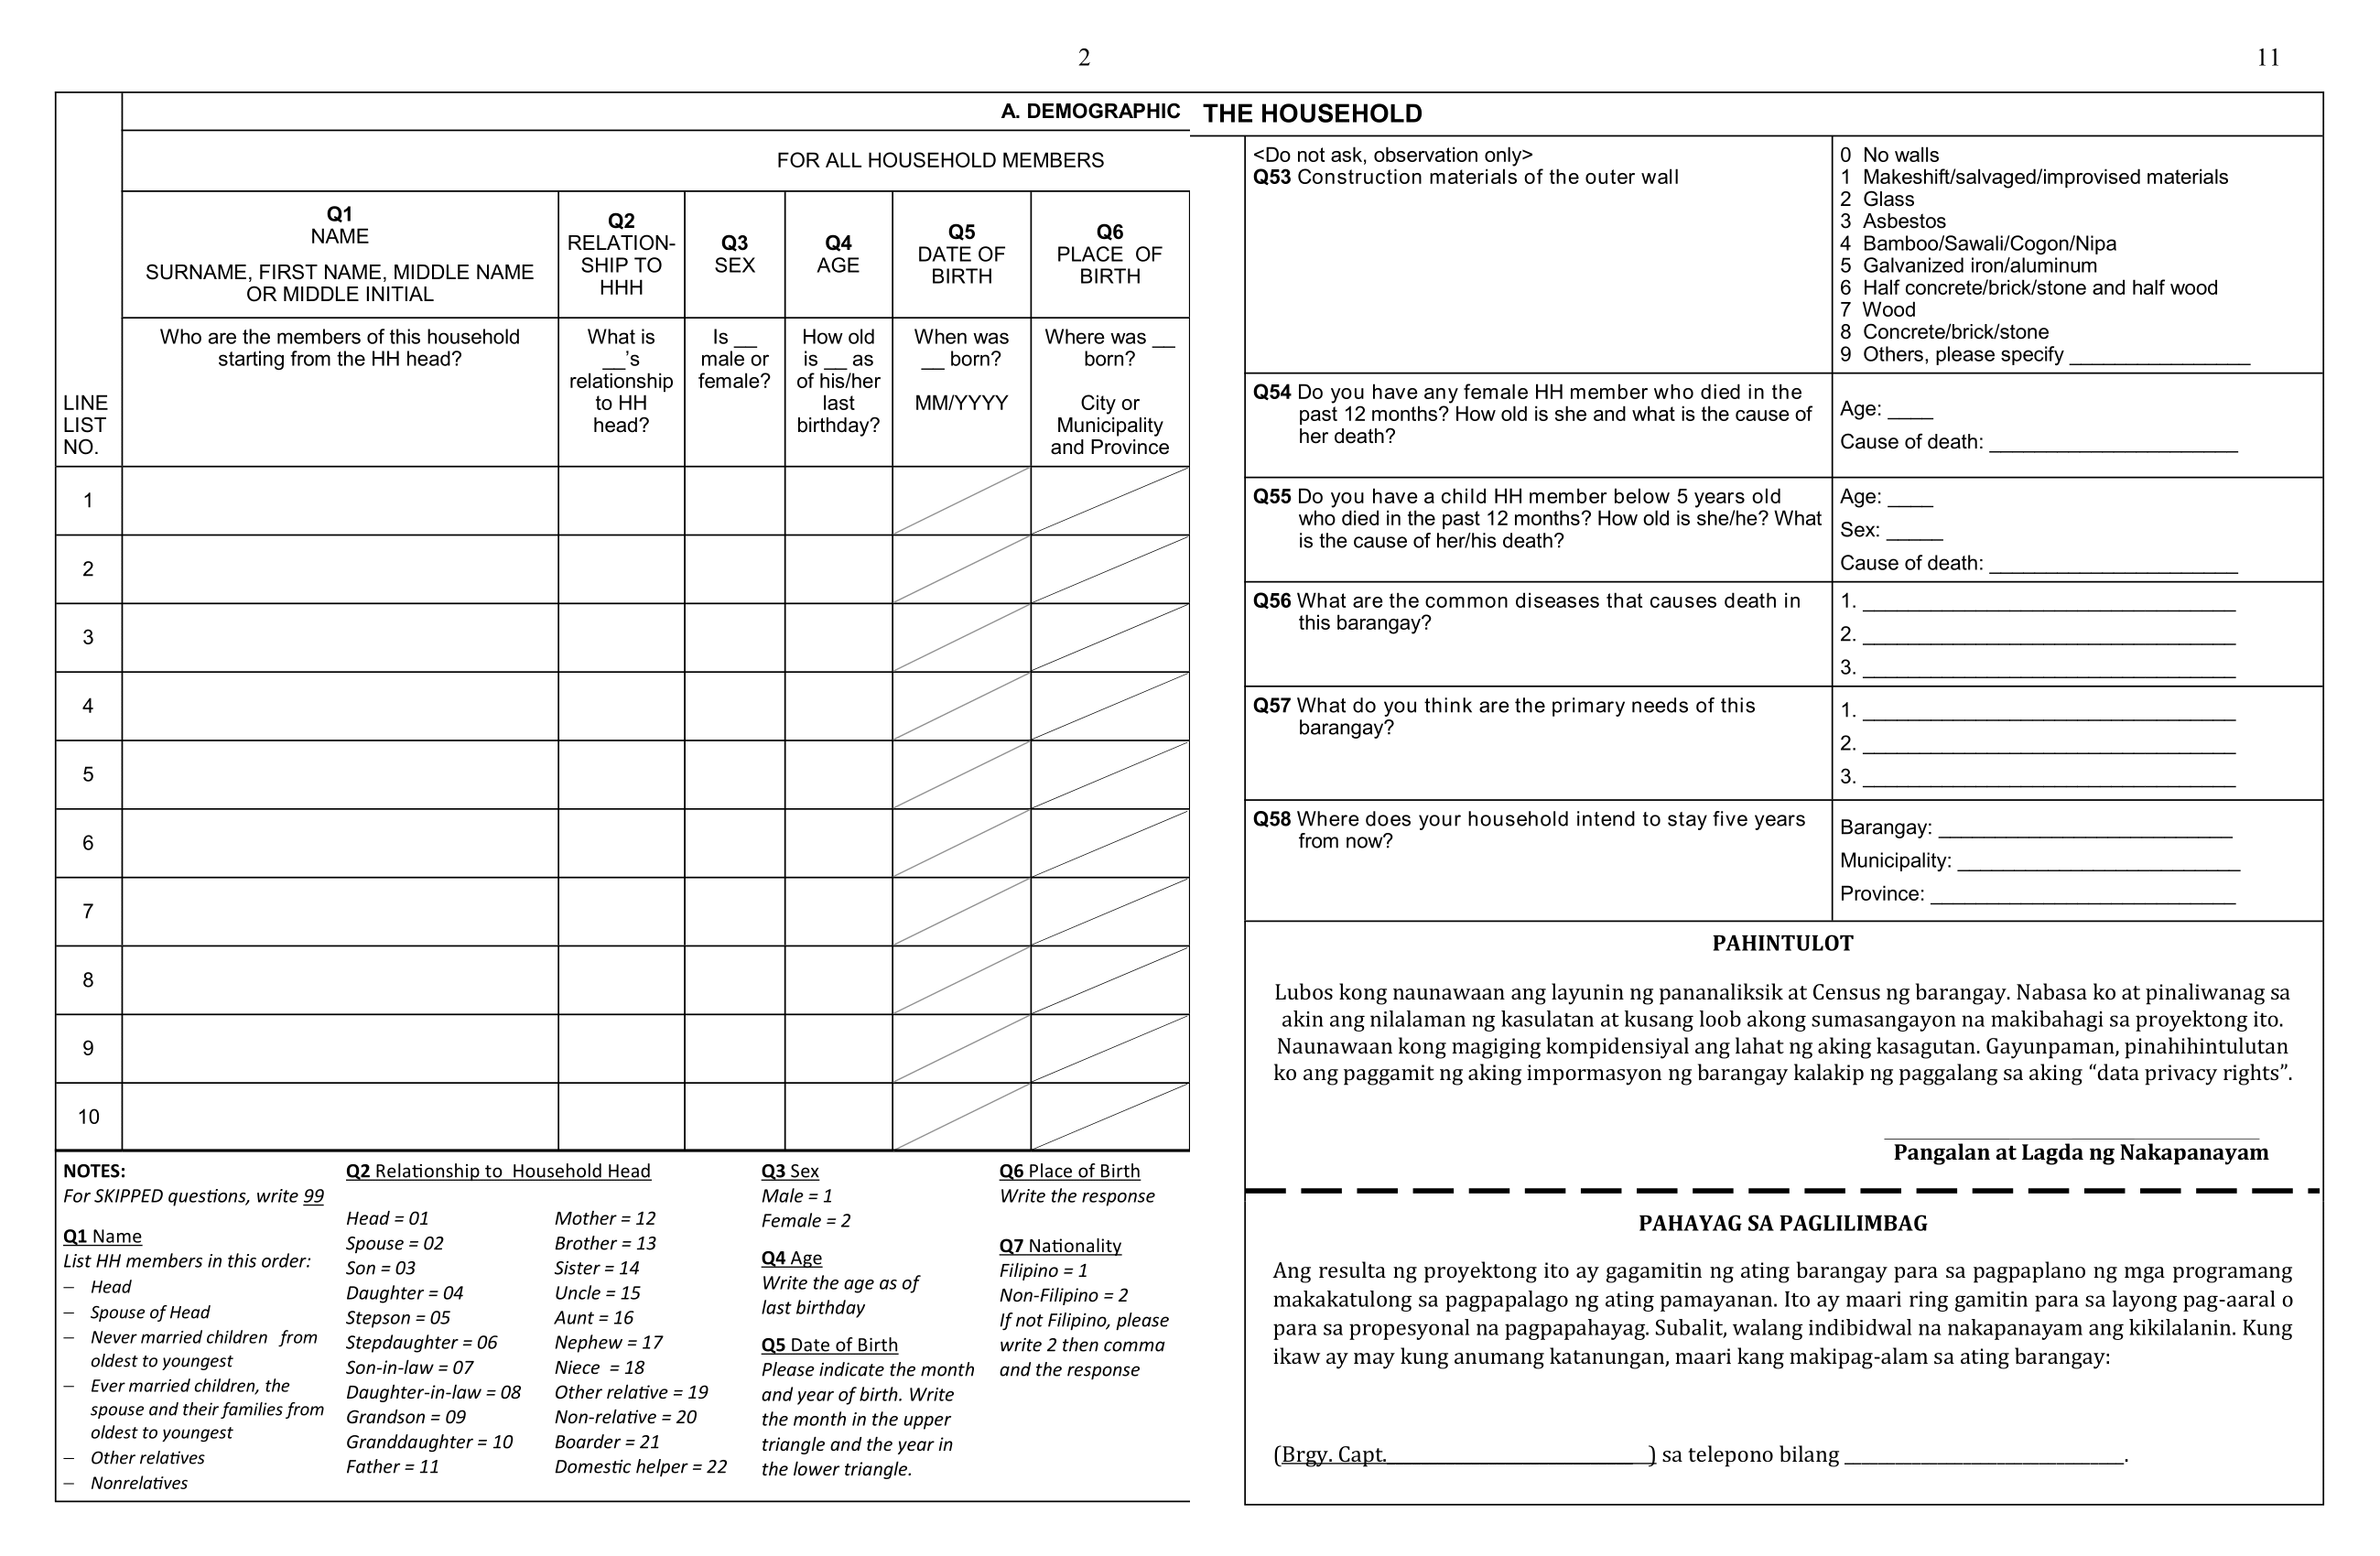 2
A. DEMOGRAPHIC
FOR ALL HOUSEHOLD MEMBERS
LINE
LIST
NO.
Q1
NAME
SURNAME, FIRST NAME, MIDDLE NAME
OR MIDDLE INITIAL
Q2
RELATION-
SHIP TO
HHH
Q3
SEX
Q4
AGE
Q5
DATE OF
BIRTH
Q6
PLACE OF
BIRTH
Who are the members of this household
starting from the HH head?
What is
__'s
relationship
to HH
head?
Is __
male or
female?
How old
is __ as
of his/her
last
birthday?
When was
__ born?
MM/YYYY
Where was __
born?
City or
Municipality
and Province
1
2
3
4
5
6
7
8
9
10
NOTES:
For SKIPPED questions, write 99
Q1 Name
List HH members in this order:
– Head
– Spouse of Head
– Never married children from
oldest to youngest
– Ever married children, the
spouse and their families from
oldest to youngest
– Other relatives
– Nonrelatives
Q2 Relationship to Household Head
Head = 01
Spouse = 02
Son = 03
Daughter = 04
Stepson = 05
Stepdaughter = 06
Son-in-law = 07
Daughter-in-law = 08
Grandson = 09
Granddaughter = 10
Father = 11
Mother = 12
Brother = 13
Sister = 14
Uncle = 15
Aunt = 16
Nephew = 17
Niece = 18
Other relative = 19
Non-relative = 20
Boarder = 21
Domestic helper = 22
Q3 Sex
Male = 1
Female = 2
Q4 Age
Write the age as of
last birthday
Q5 Date of Birth
Please indicate the month
and year of birth. Write
the month in the upper
triangle and the year in
the lower triangle.
Q6 Place of Birth
Write the response
Q7 Nationality
Filipino = 1
Non-Filipino = 2
If not Filipino, please
write 2 then comma
and the response
11
THE HOUSEHOLD
<Do not ask, observation only>
Q53 Construction materials of the outer wall
0 No walls
1 Makeshift/salvaged/improvised materials
2 Glass
3 Asbestos
4 Bamboo/Sawali/Cogon/Nipa
5 Galvanized iron/aluminum
6 Half concrete/brick/stone and half wood
7 Wood
8 Concrete/brick/stone
9 Others, please specify ________________
Q54 Do you have any female HH member who died in the
past 12 months? How old is she and what is the cause of
her death?
Age: ____
Cause of death: ______________________
Q55 Do you have a child HH member below 5 years old
who died in the past 12 months? How old is she/he? What
is the cause of her/his death?
Age: ____
Sex: _____
Cause of death: ______________________
Q56 What are the common diseases that causes death in
this barangay?
1. _________________________________
2. _________________________________
3. _________________________________
Q57 What do you think are the primary needs of this
barangay?
1. _________________________________
2. _________________________________
3. _________________________________
Q58 Where does your household intend to stay five years
from now?
Barangay: __________________________
Municipality: _________________________
Province: ___________________________
PAHINTULOT
Lubos kong naunawaan ang layunin ng pananaliksik at Census ng barangay. Nabasa ko at pinaliwanag sa
akin ang nilalaman ng kasulatan at kusang loob akong sumasangayon na makibahagi sa proyektong ito.
Naunawaan kong magiging kompidensiyal ang lahat ng aking kasagutan. Gayunpaman, pinahihintulutan
ko ang paggamit ng aking impormasyon ng barangay kalakip ng paggalang sa aking “data privacy rights”.
Pangalan at Lagda ng Nakapanayam
PAHAYAG SA PAGLILIMBAG
Ang resulta ng proyektong ito ay gagamitin ng ating barangay para sa pagpaplano ng mga programang
makakatulong sa pagpapalago ng ating pamayanan. Ito ay maari ring gamitin para sa layong pag-aaral o
para sa propesyonal na pagpapahayag. Subalit, walang indibidwal na nakapanayam ang kikilalanin. Kung
ikaw ay may kung anumang katanungan, maari kang makipag-alam sa ating barangay:
(Brgy. Capt.________________________) sa telepono bilang _________________________.